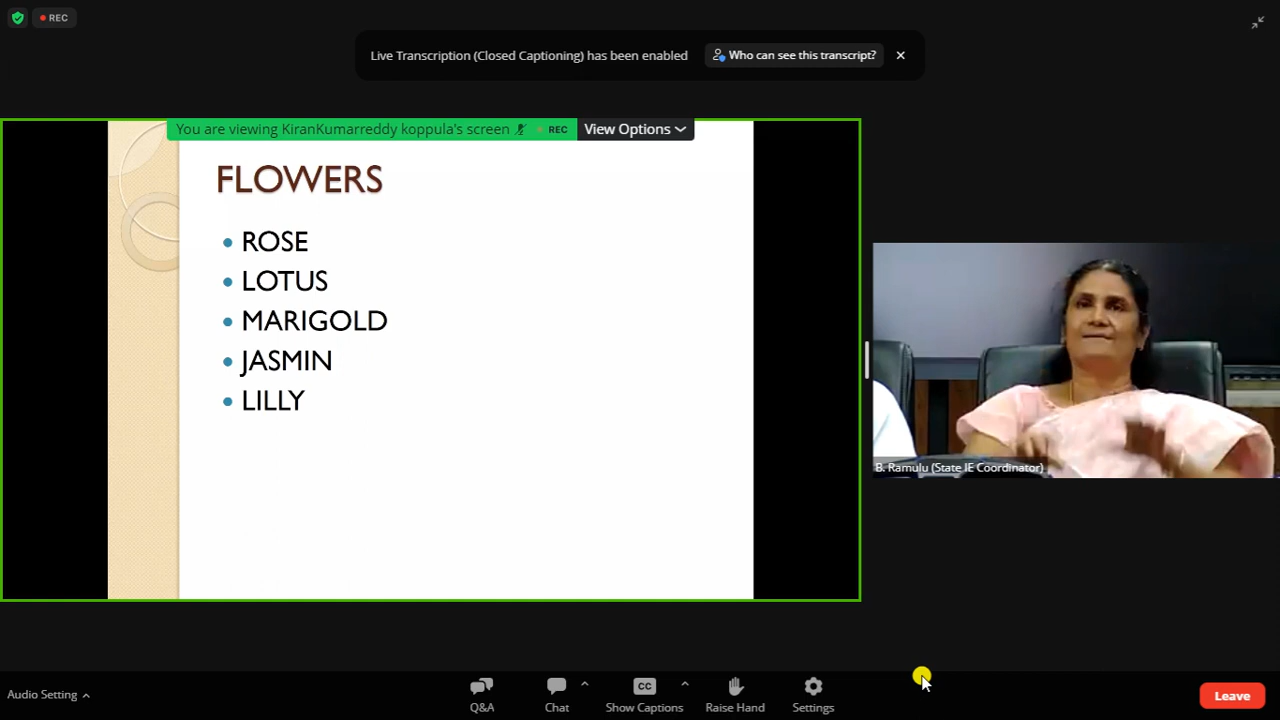 REC
Live Transcription (Closed Captioning) has been enabled
Who can see this transcript?
You are viewing KiranKumarreddy koppula's screen
REC
View Options
FLOWERS
ROSE
LOTUS
MARIGOLD
JASMIN
LILLY
B. Ramulu (State IE Coordinator)
Audio Setting
Q&A
Chat
CC
Show Captions
Raise Hand
Settings
Leave